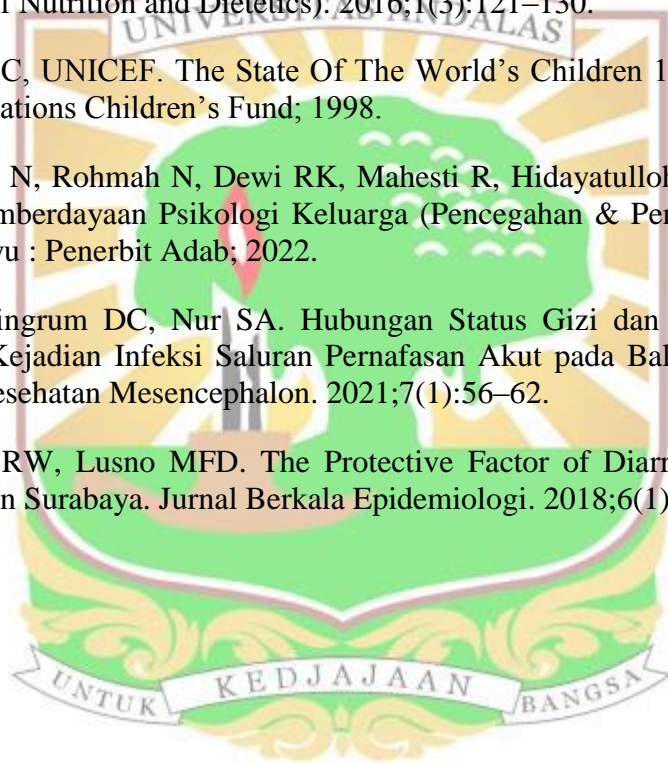 l Nutrition and Dietetics). 2016;1(3):121–130.
UNIVERSITAS ANDALAS
C, UNICEF. The State Of The World’s Children 1
ations Children’s Fund; 1998.
N, Rohmah N, Dewi RK, Mahesti R, Hidayatulloh
mberdayaan Psikologi Keluarga (Pencegahan & Per
yu : Penerbit Adab; 2022.
ingrum DC, Nur SA. Hubungan Status Gizi dan
Kejadian Infeksi Saluran Pernafasan Akut pada Bal
esehatan Mesencephalon. 2021;7(1):56–62.
RW, Lusno MFD. The Protective Factor of Diarr
n Surabaya. Jurnal Berkala Epidemiologi. 2018;6(1)
UNTUK KEDJAJAAN BANGSA